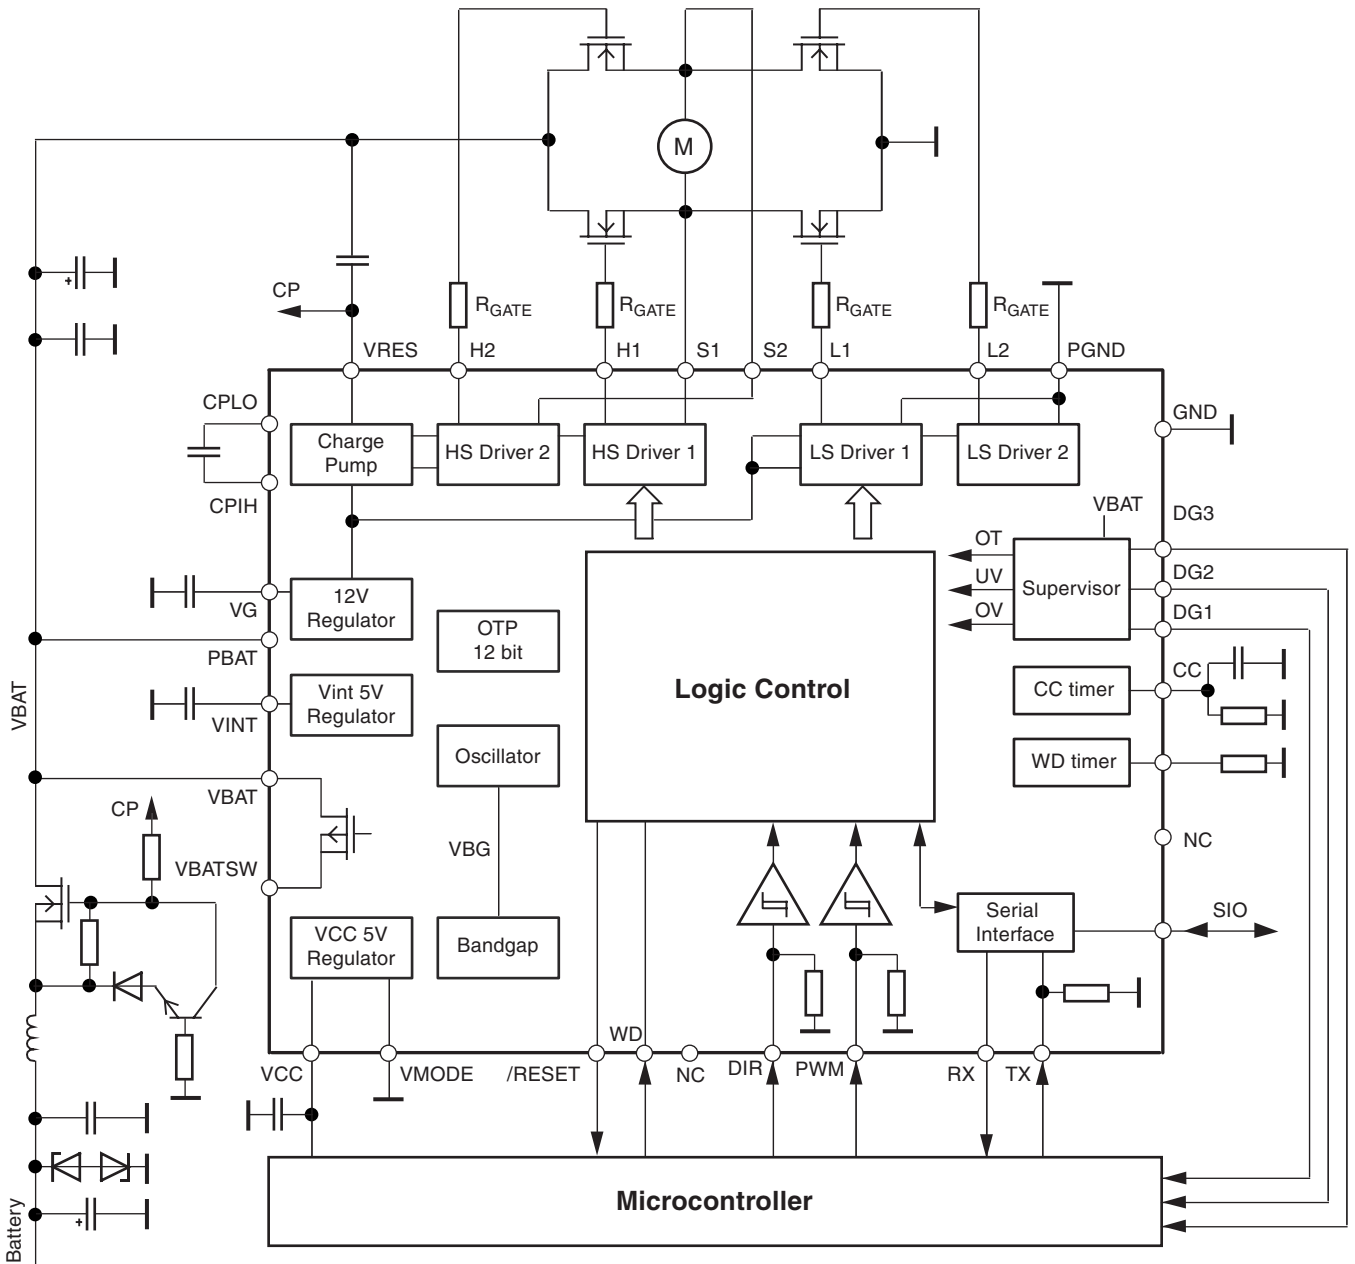 M
CP
R_GATE
R_GATE
R_GATE
R_GATE
VRES
H2
H1
S1
S2
L1
L2
PGND
CPLO
GND
Charge
Pump
HS Driver 2
HS Driver 1
LS Driver 1
LS Driver 2
CPIH
VBAT
DG3
OT
UV
OV
Supervisor
DG2
DG1
12V
Regulator
VG
OTP
12 bit
PBAT
VBAT
Vint 5V
Regulator
VINT
Logic Control
CC timer
CC
Oscillator
WD timer
VBAT
CP
VBG
NC
VBATSW
VCC 5V
Regulator
Bandgap
Serial
Interface
SIO
WD
VCC
VMODE
/RESET
NC
DIR
PWM
RX
TX
+
+
Microcontroller
Battery